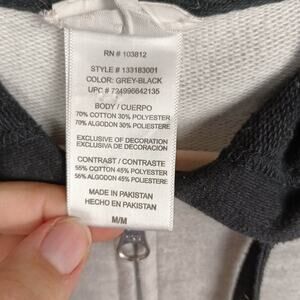 RN # 103812
STYLE # 133183001
COLOR: GREY-BLACK
UPC # 724996642135
BODY / CUERPO
70% COTTON 30% POLYESTER
70% ALGODON 30% POLIESTERE
EXCLUSIVE OF DECORATION
EXCLUSIVA DE DECORACIÓN
CONTRAST / CONTRASTE
55% COTTON 45% POLYESTER
55% ALGODON 45% POLIESTERE
MADE IN PAKISTAN
HECHO EN PAKISTAN
M/M